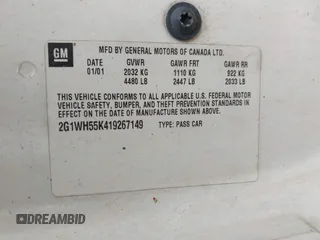 GM
MFD BY GENERAL MOTORS OF CANADA LTD.
DATE GVWR GAWR FRT GAWR RR
01/01 2032 KG 1110 KG 922 KG
4480 LB 2447 LB 2033 LB
THIS VEHICLE CONFORMS TO ALL APPLICABLE U.S. FEDERAL MOTOR
VEHICLE SAFETY, BUMPER, AND THEFT PREVENTION STANDARDS IN
EFFECT ON THE DATE OF MANUFACTURE SHOWN ABOVE.
2G1WH55K419267149 TYPE: PASS CAR
DREAMBID